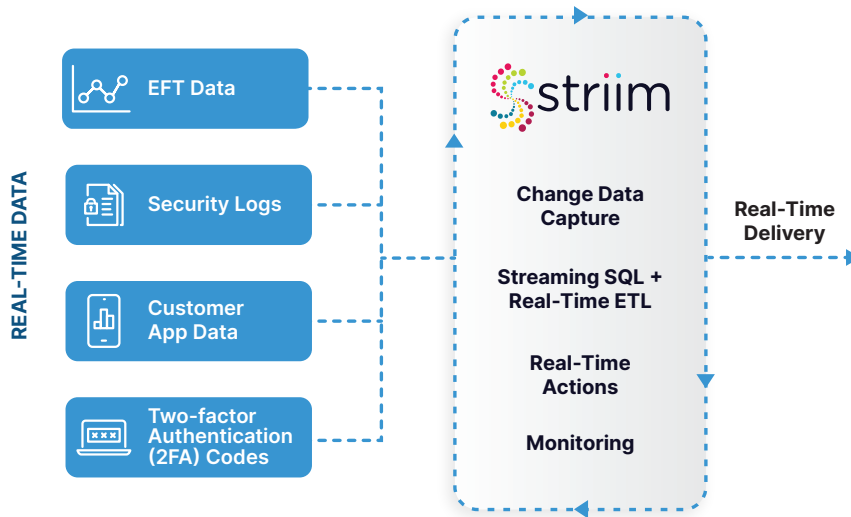 REAL-TIME DATA
EFT Data
Security Logs
Customer
App Data
Two-factor
Authentication
(2FA) Codes
striim
Change Data
Capture
Streaming SQL +
Real-Time ETL
Real-Time
Actions
Monitoring
Real-Time
Delivery